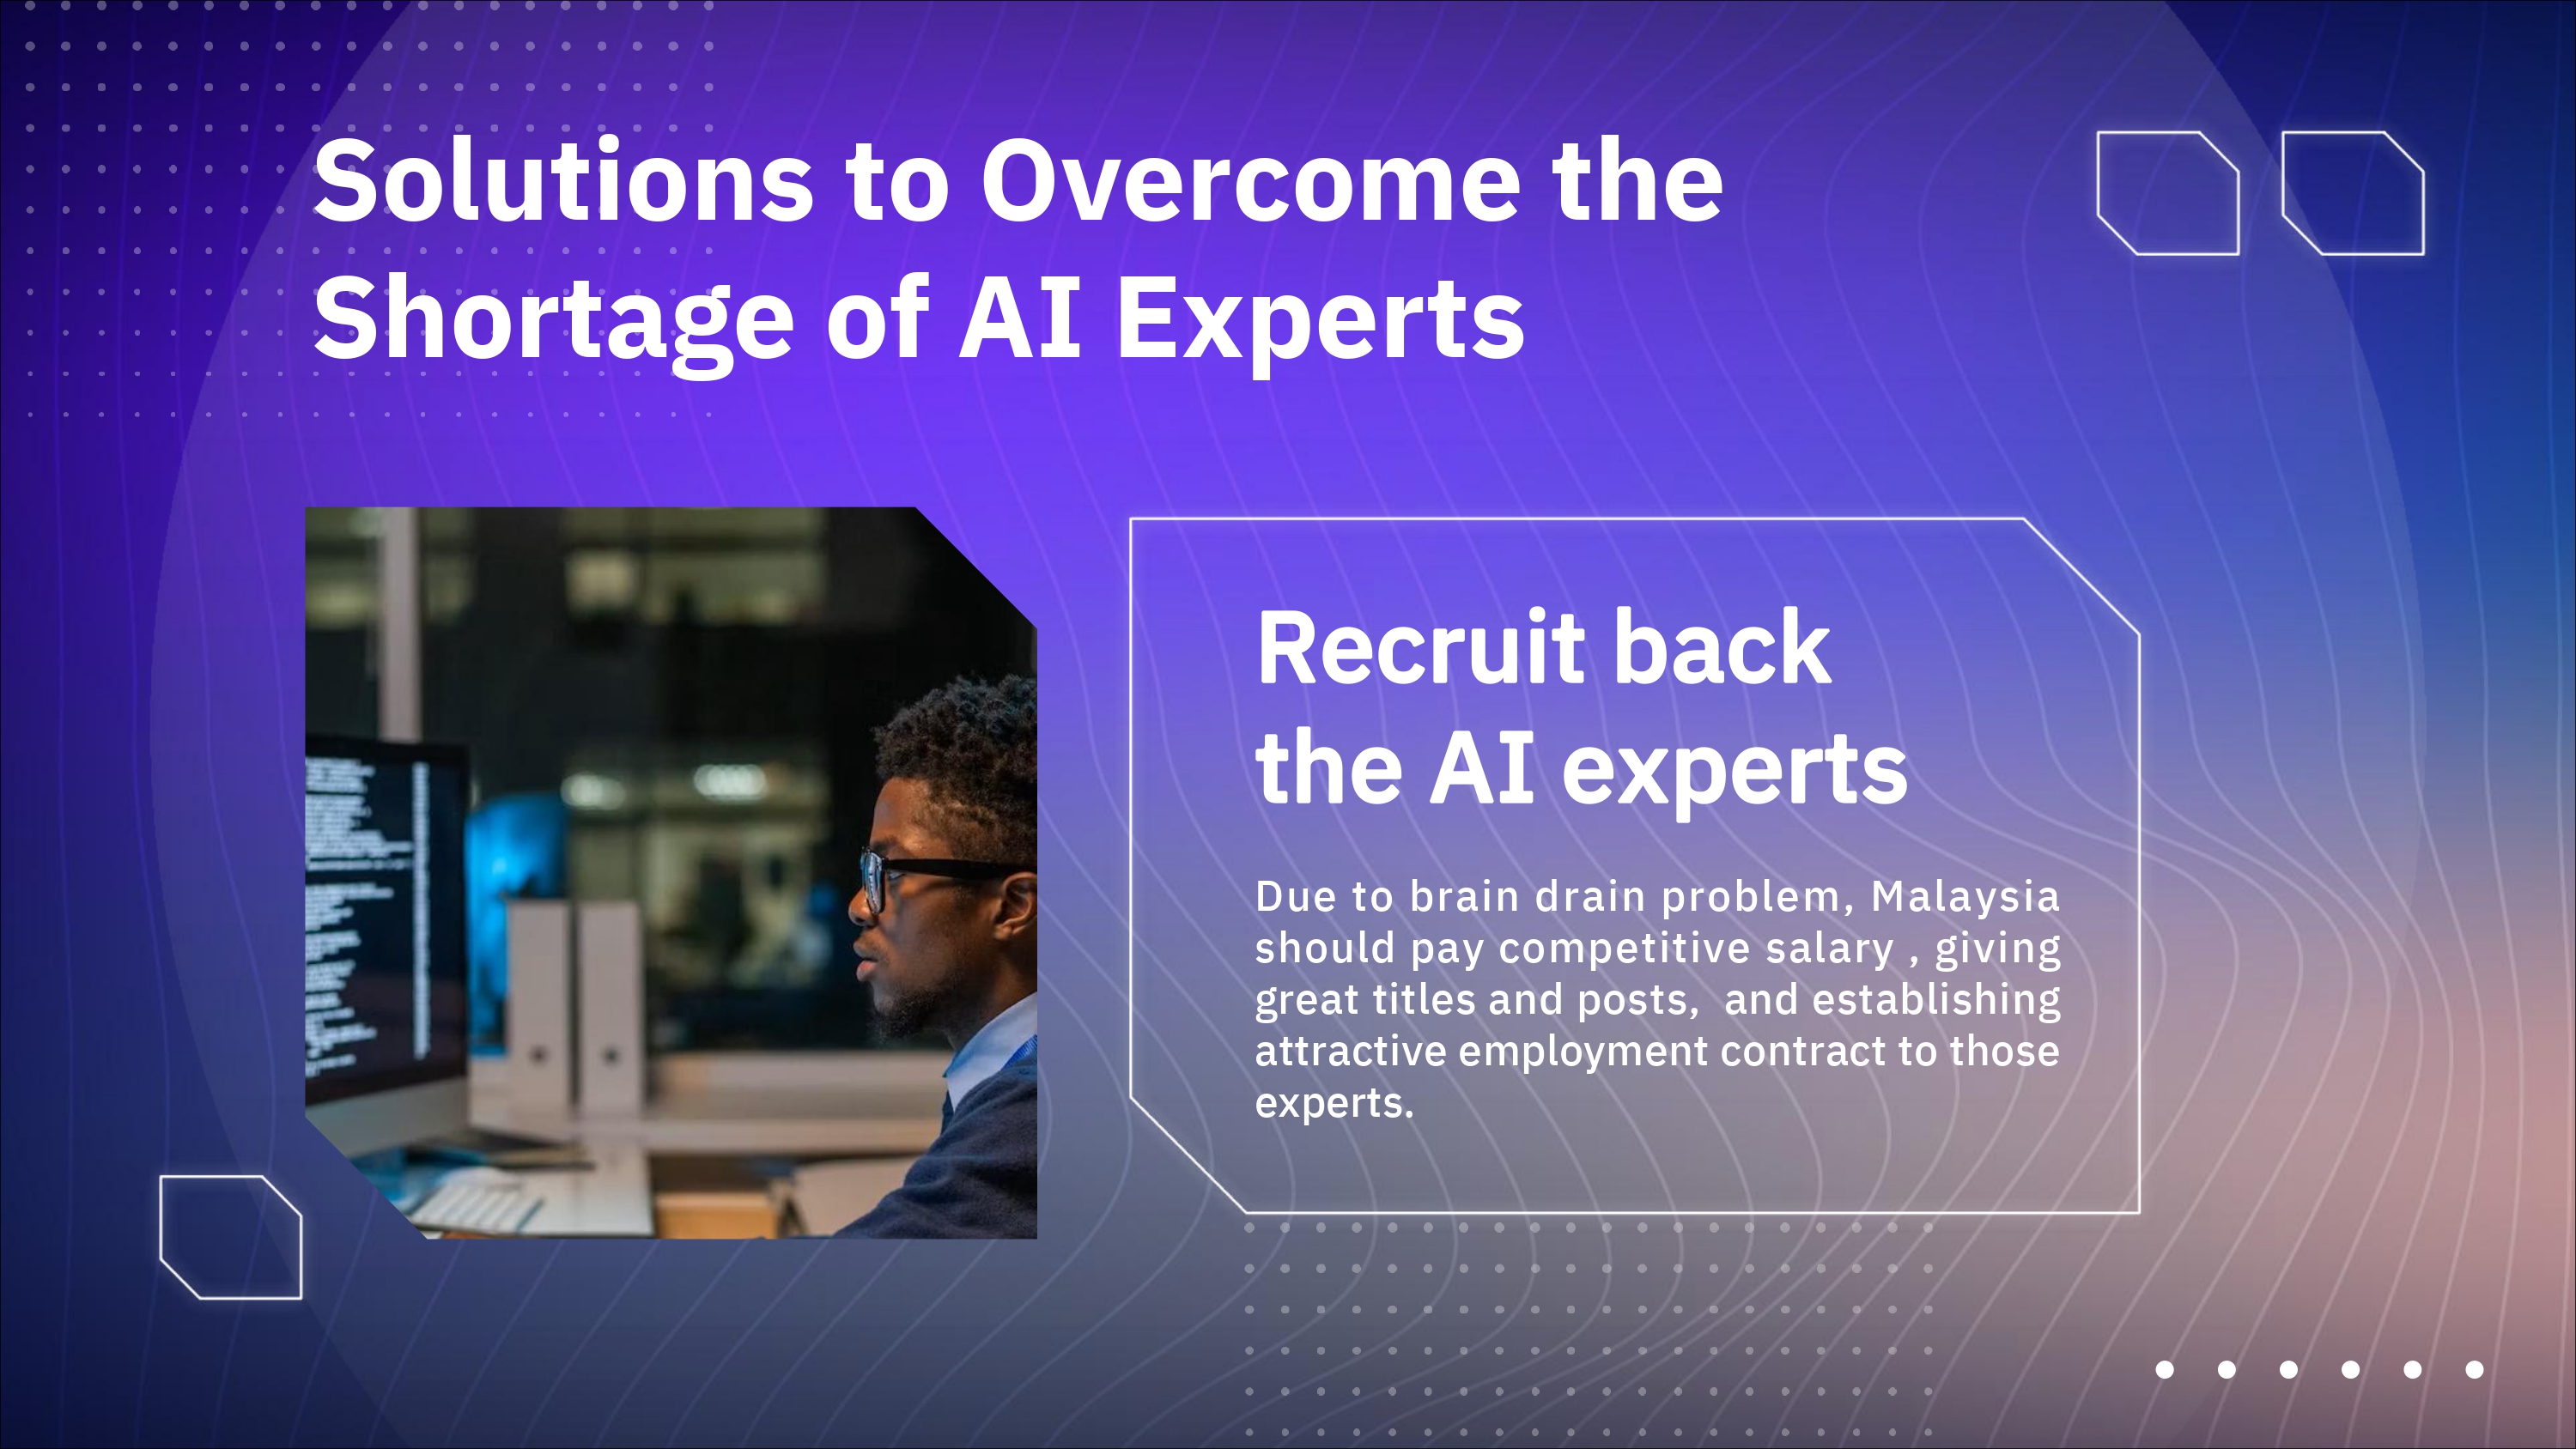 Solutions to Overcome the
Shortage of AI Experts
Recruit back
the AI experts
Due to brain drain problem, Malaysia
should pay competitive salary , giving
great titles and posts,  and establishing
attractive employment contract to those
experts.